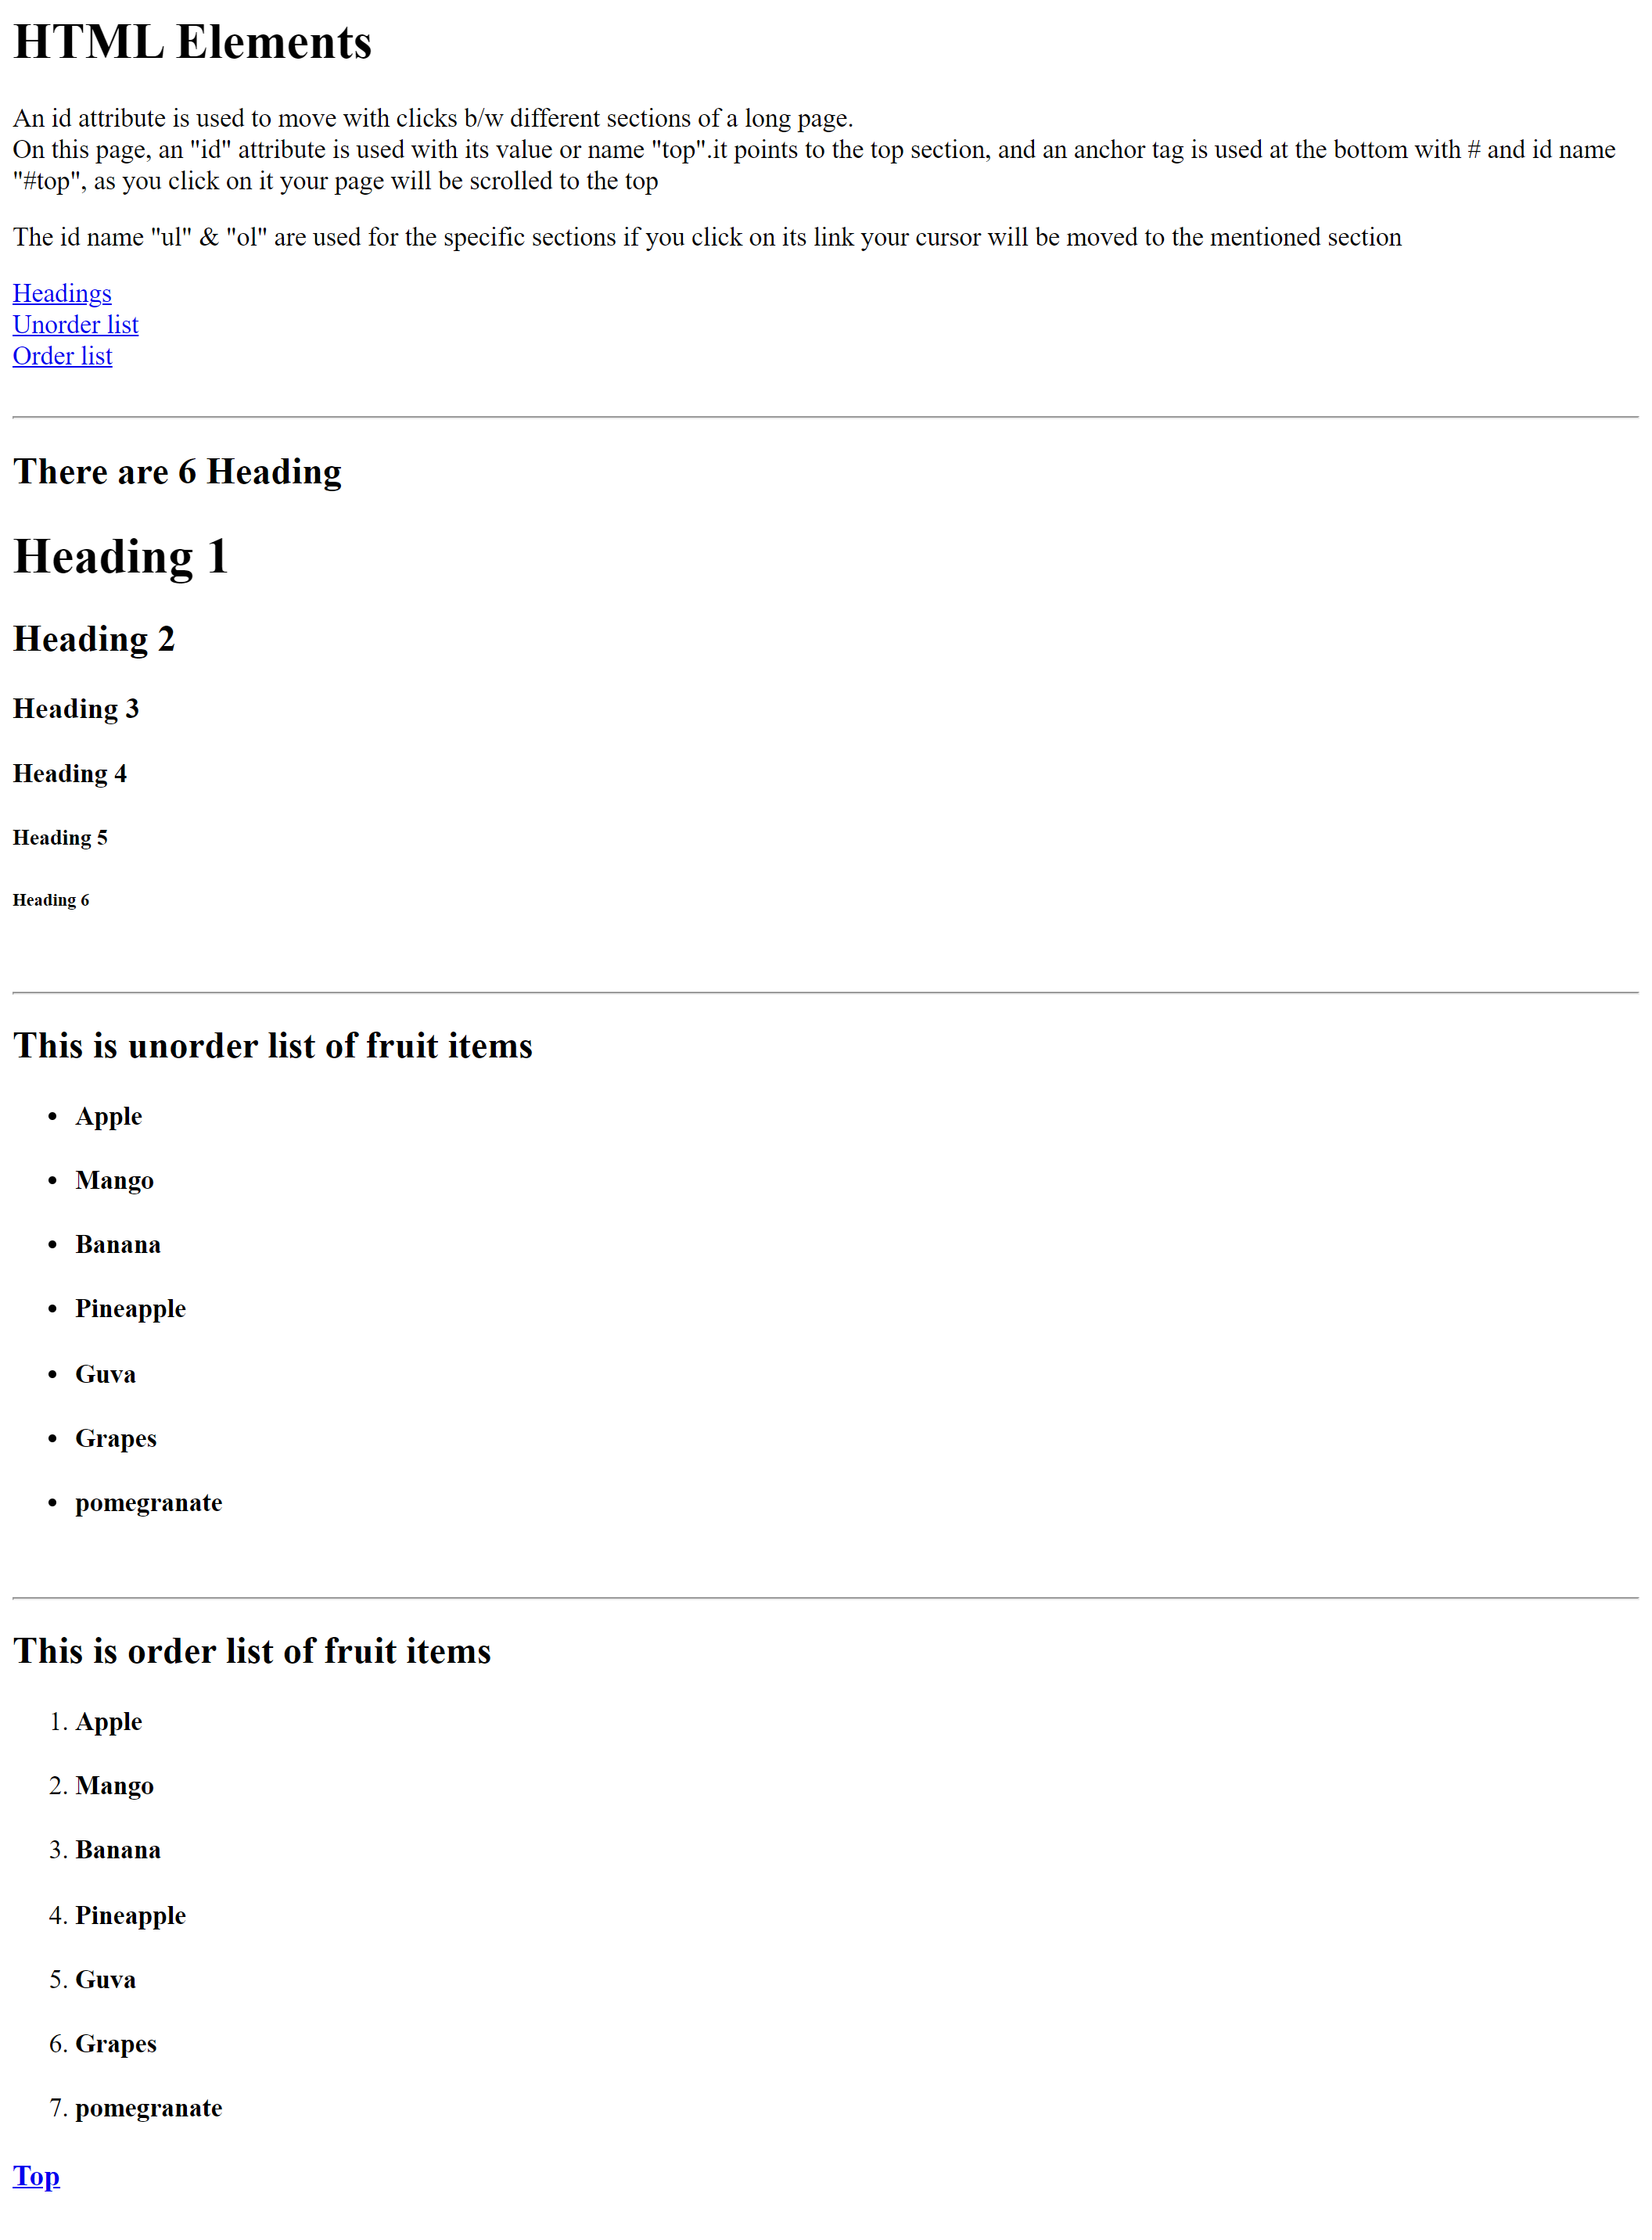 HTML Elements
An id attribute is used to move with clicks b/w different sections of a long page.
On this page, an "id" attribute is used with its value or name "top".it points to the top section, and an anchor tag is used at the bottom with # and id name
"#top", as you click on it your page will be scrolled to the top
The id name "ul" & "ol" are used for the specific sections if you click on its link your cursor will be moved to the mentioned section
Headings
Unorder list
Order list
There are 6 Heading
Heading 1
Heading 2
Heading 3
Heading 4
Heading 5
Heading 6
This is unorder list of fruit items
• Apple
• Mango
• Banana
• Pineapple
• Guva
• Grapes
• pomegranate
This is order list of fruit items
1. Apple
2. Mango
3. Banana
4. Pineapple
5. Guva
6. Grapes
7. pomegranate
Top